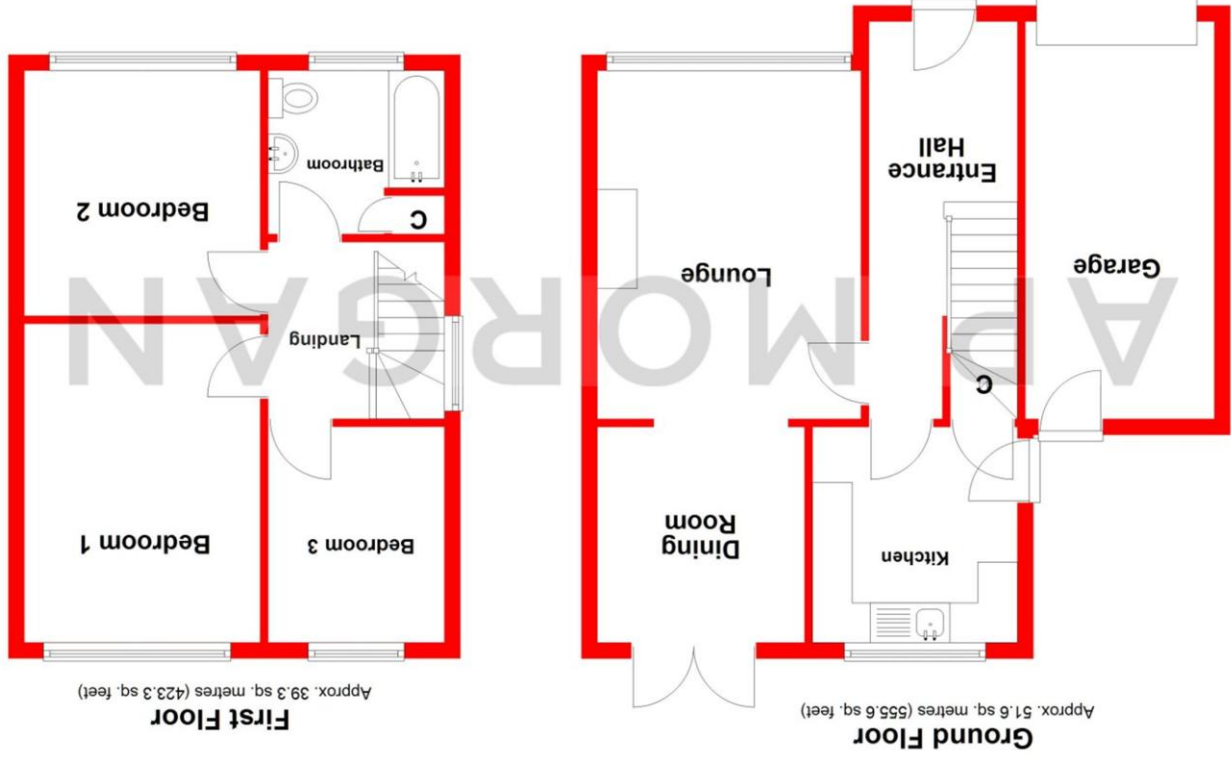 Ground Floor
Approx. 51.6 sq. metres (555.6 sq. feet)
Kitchen
Dining
Room
C
Garage
Lounge
Entrance
Hall
First Floor
Approx. 39.3 sq. metres (423.3 sq. feet)
Bedroom 3
Bedroom 1
Landing
C
Bedroom 2
Bathroom
AP MORGAN